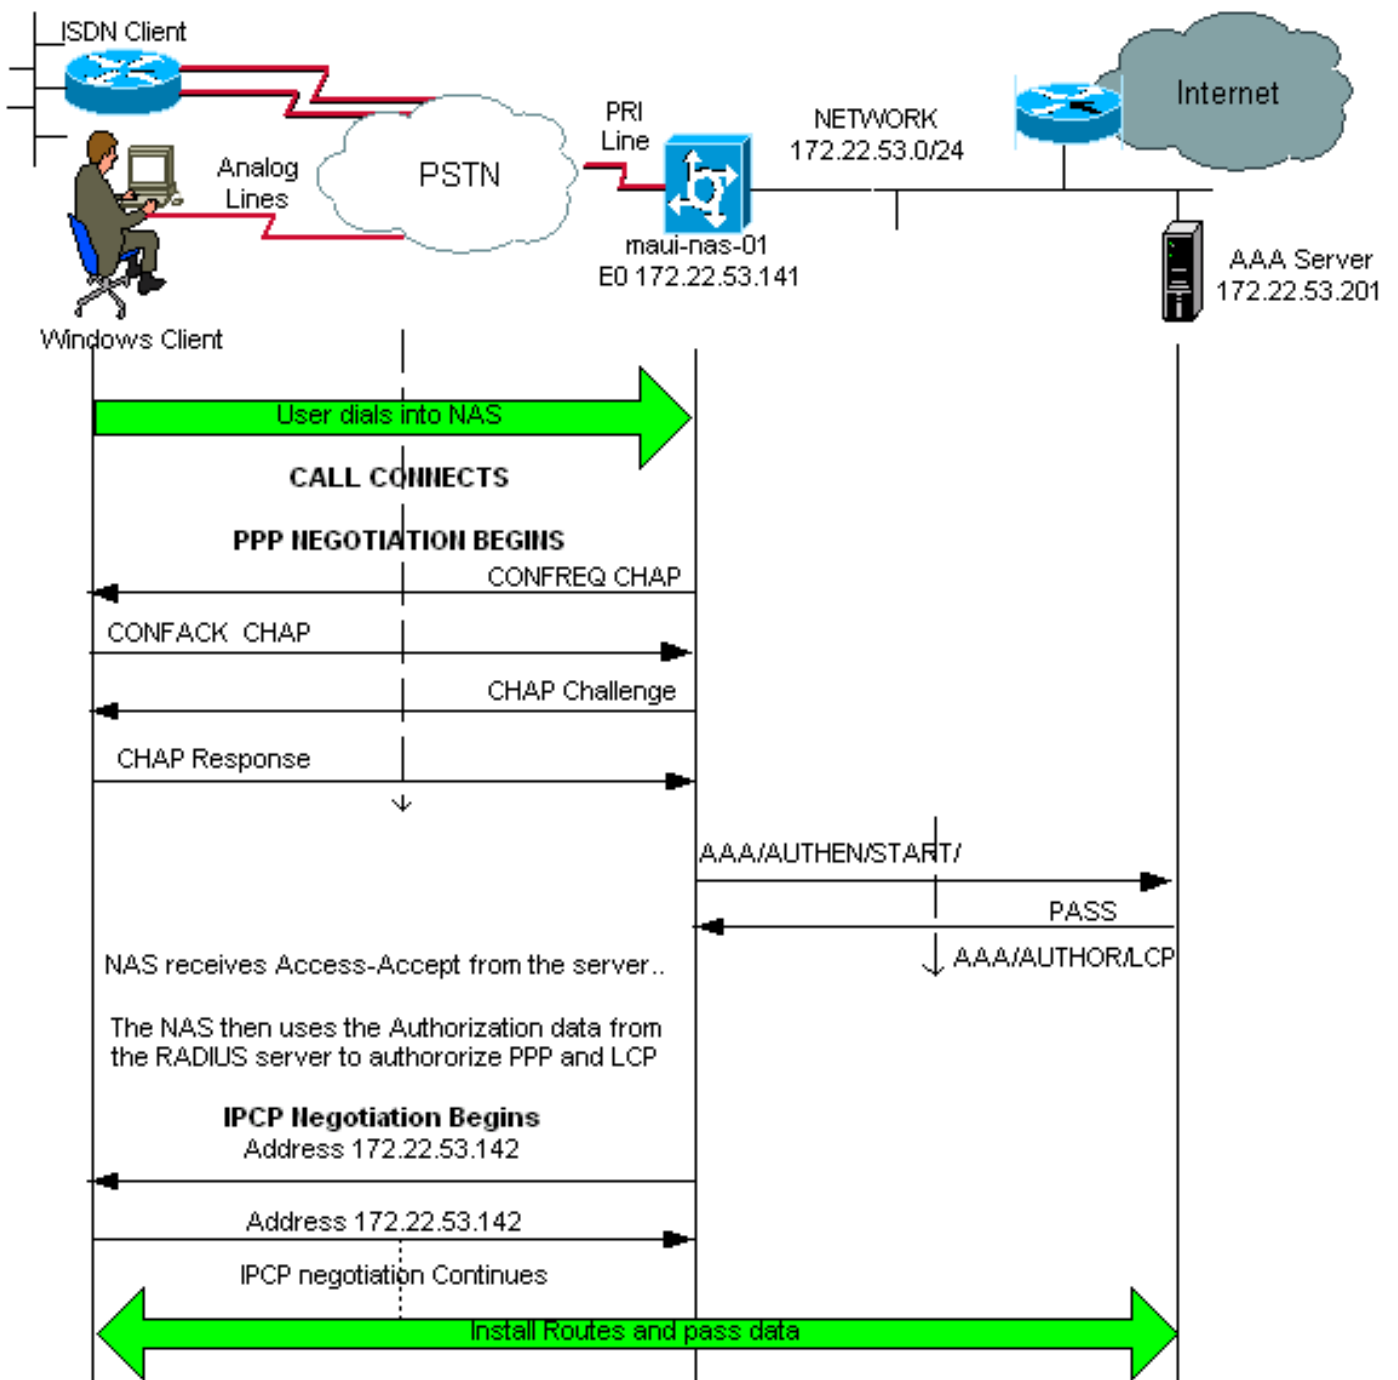 ISDN Client
Internet
PRI
Line
NETWORK
172.22.53.0/24
Analog
Lines
PSTN
maui-nas-01
E0 172.22.53.141
AAA Server
172.22.53.201
Windows Client
User dials into NAS
CALL CONNECTS
PPP NEGOTIATION BEGINS
CONFREQ CHAP
CONFACK CHAP
CHAP Challenge
CHAP Response
AAA/AUTHEN/START/
PASS
AAA/AUTHOR/LCP
NAS receives Access-Accept from the server..
The NAS then uses the Authorization data from
the RADIUS server to authororize PPP and LCP
IPCP Negotiation Begins
Address 172.22.53.142
Address 172.22.53.142
IPCP negotiation Continues
Install Routes and pass data